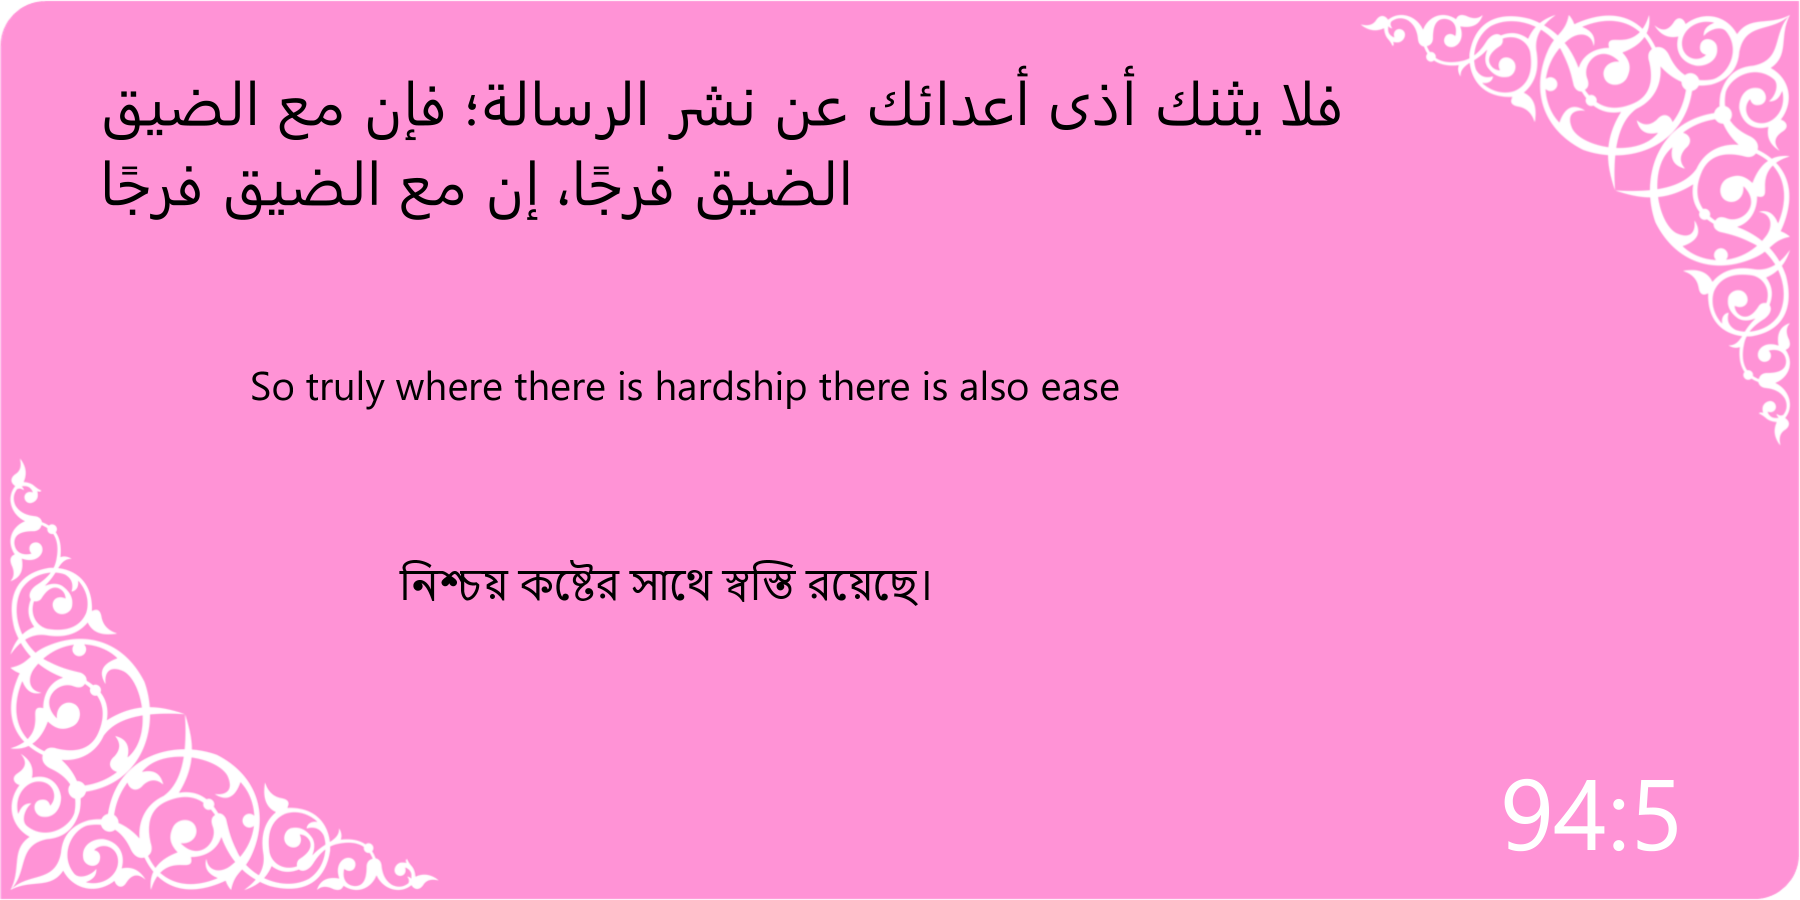 فلا يثنك أذى أعدائك عن نشر الرسالة؛ فإن مع الضيق
الضيق فرجًا، إن مع الضيق فرجًا
So truly where there is hardship there is also ease
নিশ্চয় কষ্টের সাথে স্বস্তি রয়েছে।
94:5